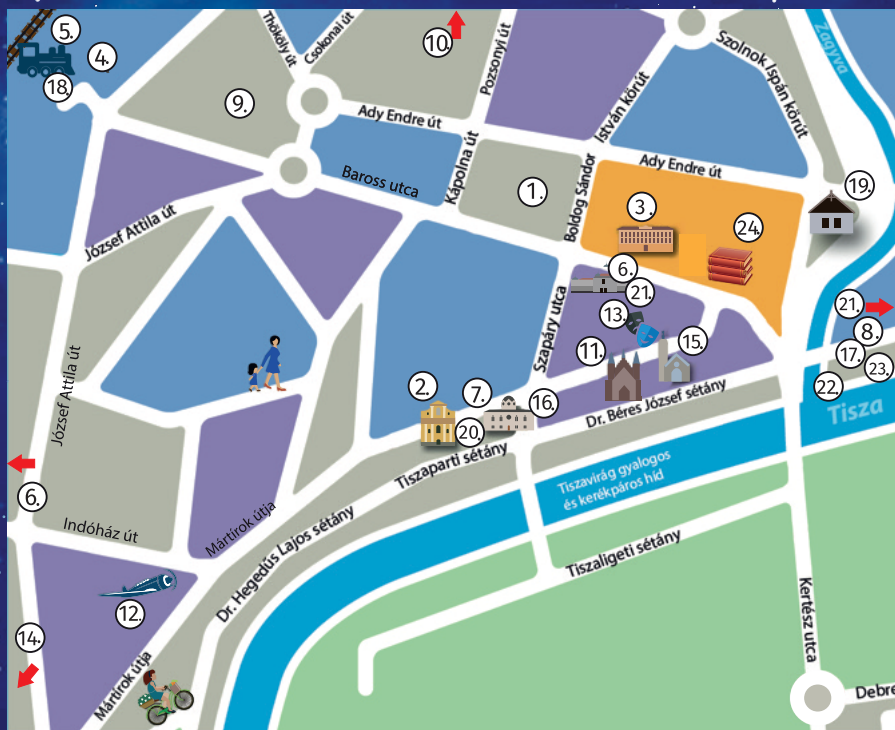 5.
4.
18.
9.
10.
Thököly út
Csokonai út
Pozsonyi út
Ady Endre út
Kápolna út
Baross utca
István körút
Szolnok Ispán körút
Zagyva
Boldog Sándor
Ady Endre út
1.
3.
24.
19.
6.
21.
13.
15.
11.
Szapáry utca
József Attila út
József Attila út
21.
8.
17.
23.
22.
2.
7.
16.
20.
Dr. Béres József sétány
Tisza
Tiszaparti sétány
Tiszavirág gyalogos
és kerékpáros híd
6.
Indóház út
Mártírok útja
Dr. Hegedűs Lajos sétány
Tiszaligeti sétány
12.
14.
Mártírok útja
Kertész utca
Debre